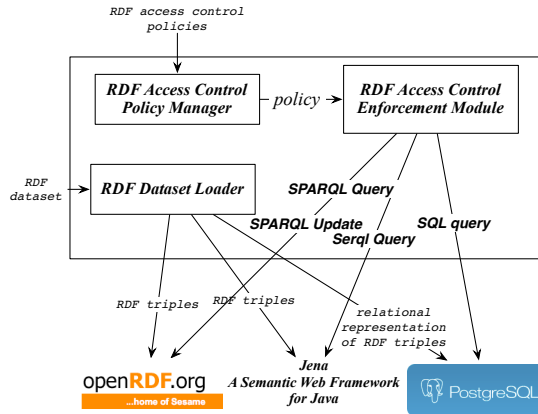 RDF access control
policies
RDF Access Control
Policy Manager
policy
RDF Access Control
Enforcement Module
RDF
dataset
RDF Dataset Loader
SPARQL Query
SPARQL Update
SQL query
Serql Query
RDF triples
RDF triples
relational
representation
of RDF triples
openRDF.org
...home of Sesame
Jena
A Semantic Web Framework
for Java
PostgreSQL